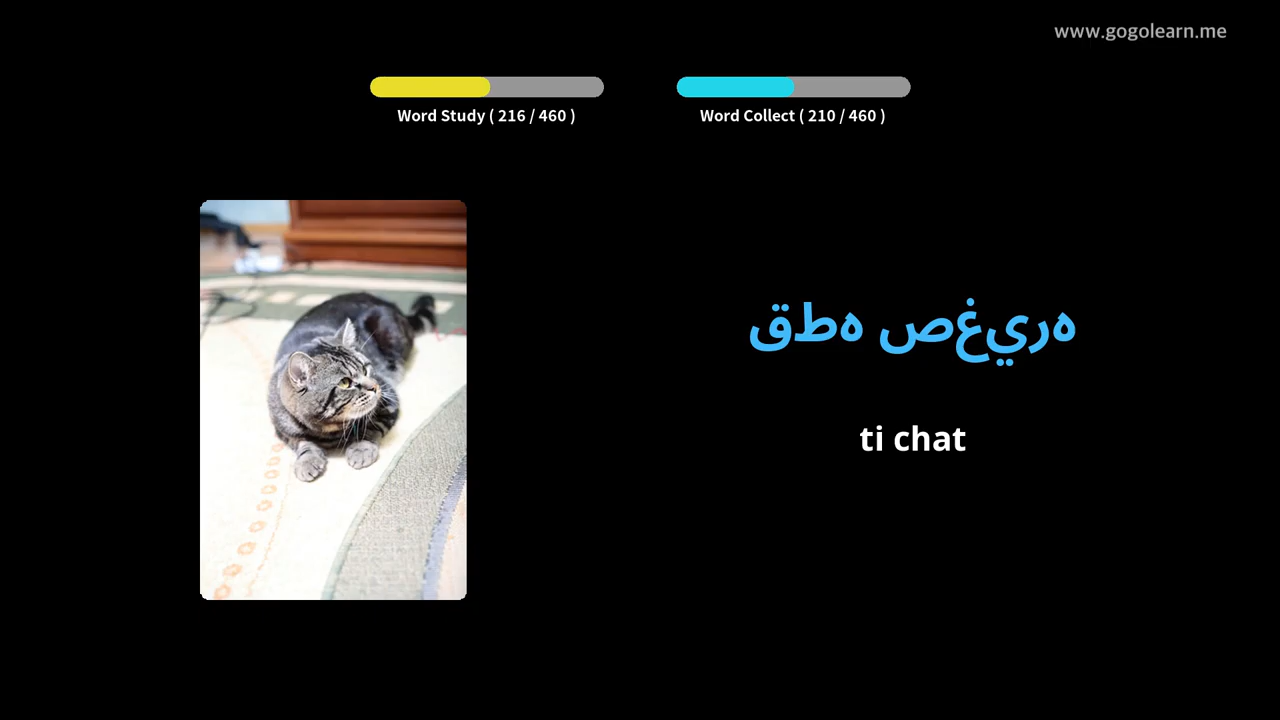 www.gogolearn.me
Word Study ( 216 / 460 )
Word Collect ( 210 / 460 )
قطه صغيره
ti chat